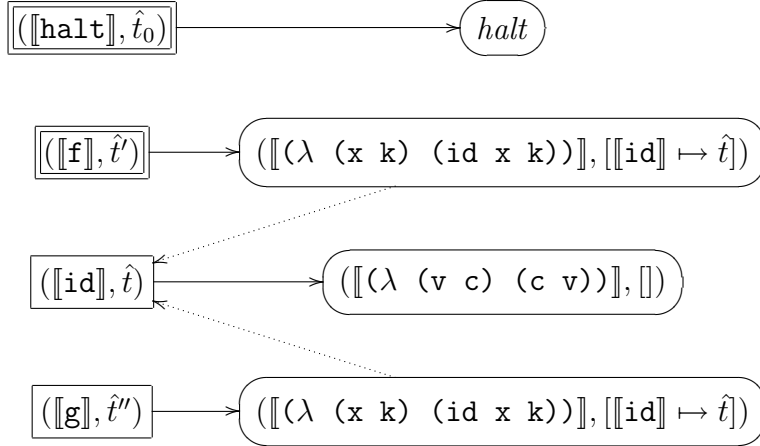 (⟦halt⟧, t̂₀) halt
(⟦f⟧, t̂′) (⟦(λ (x k) (id x k))⟧, [⟦id⟧ ↦ t̂])
(⟦id⟧, t̂) (⟦(λ (v c) (c v))⟧, [])
(⟦g⟧, t̂″) (⟦(λ (x k) (id x k))⟧, [⟦id⟧ ↦ t̂])